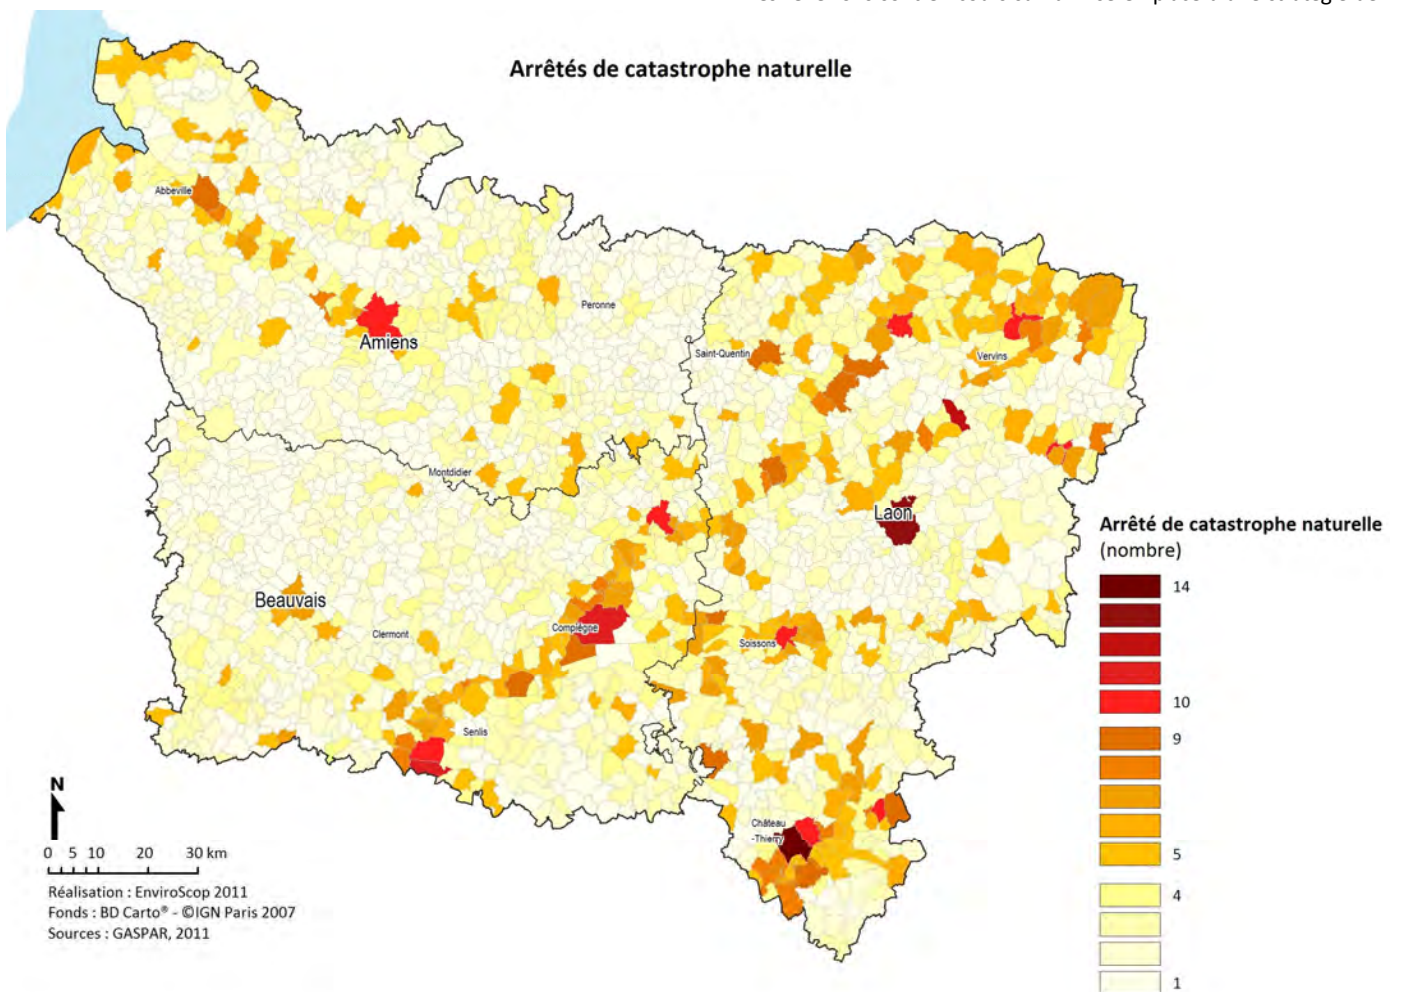 Arrêtés de catastrophe naturelle
Abbeville
Amiens
Peronne
Saint-Quentin
Vervins
Montdidier
Laon
Beauvais
Clermont
Compiègne
Soissons
Senlis
Château
-Thierry
Arrêté de catastrophe naturelle
(nombre)
14
10
9
5
4
1
N
0 5 10 20 30 km
Réalisation : EnviroScop 2011
Fonds : BD Carto® - ©IGN Paris 2007
Sources : GASPAR, 2011